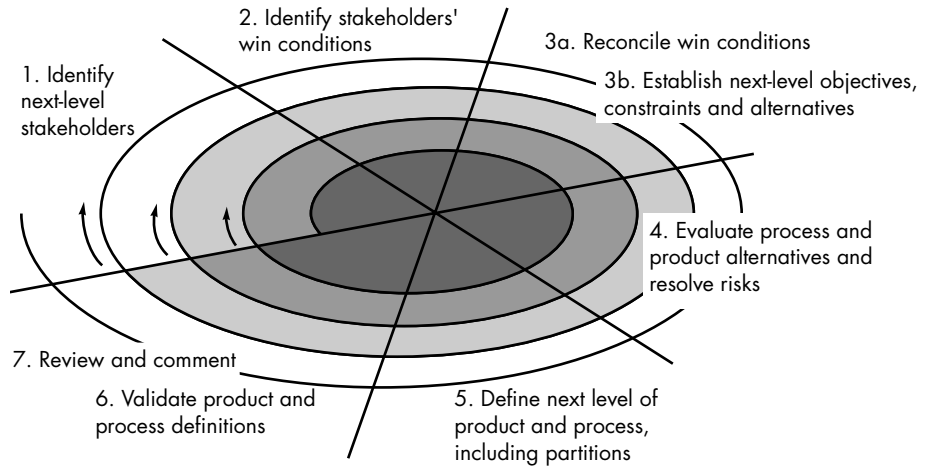 1. Identify
next-level
stakeholders
2. Identify stakeholders'
win conditions
3a. Reconcile win conditions
3b. Establish next-level objectives,
constraints and alternatives
4. Evaluate process and
product alternatives and
resolve risks
5. Define next level of
product and process,
including partitions
6. Validate product and
process definitions
7. Review and comment